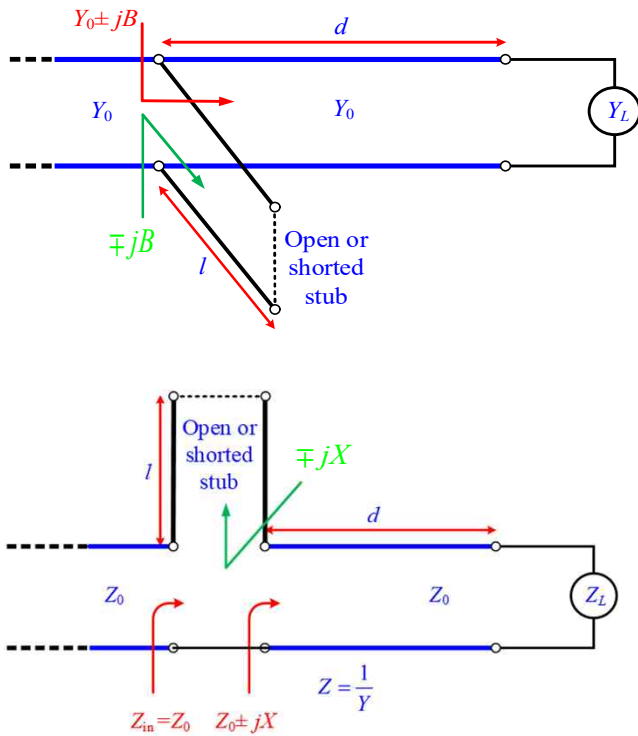 Y₀ ± jB
d
Y₀
Y₀
Y_L
∓ jB
l
Open or
shorted
stub
Open or
shorted
stub
∓ jX
l
d
Z₀
Z₀
Z_L
Z = 1/Y
Z_in = Z₀
Z₀ ± jX